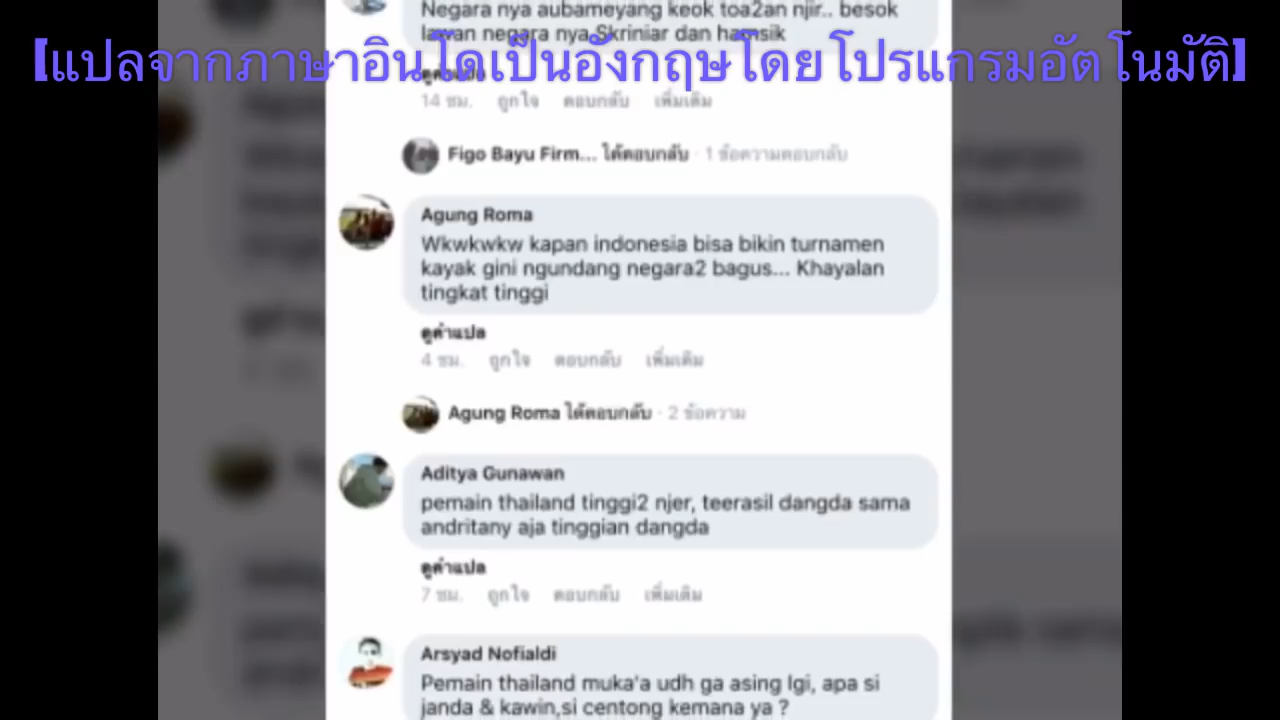 Negara nya aubameyang keok toa2an njir.. besok
lawan negara nya Skriniar dan hamsik
[แปลจากภาษาอินโดเป็นอังกฤษโดยโปรแกรมอัตโนมัติ]
14 ชม. ถูกใจ ตอบกลับ เพิ่มเติม
Figo Bayu Firm... ได้ตอบกลับ · 1 ข้อความตอบกลับ
Agung Roma
Wkwkwkw kapan indonesia bisa bikin turnamen
kayak gini ngundang negara2 bagus... Khayalan
tingkat tinggi
ดูคำแปล
4 ชม. ถูกใจ ตอบกลับ เพิ่มเติม
Agung Roma ได้ตอบกลับ · 2 ข้อความ
Aditya Gunawan
pemain thailand tinggi2 njer, teerasil dangda sama
andritany aja tinggian dangda
ดูคำแปล
7 ชม. ถูกใจ ตอบกลับ เพิ่มเติม
Arsyad Nofialdi
Pemain thailand muka'a udh ga asing lgi, apa si
janda & kawin,si centong kemana ya ?